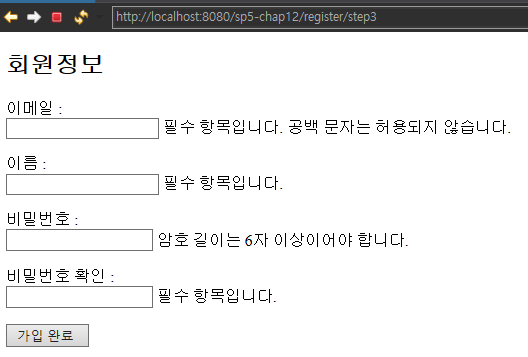 http://localhost:8080/sp5-chap12/register/step3
회원정보
이메일 :
필수 항목입니다. 공백 문자는 허용되지 않습니다.
이름 :
필수 항목입니다.
비밀번호 :
암호 길이는 6자 이상이어야 합니다.
비밀번호 확인 :
필수 항목입니다.
가입 완료